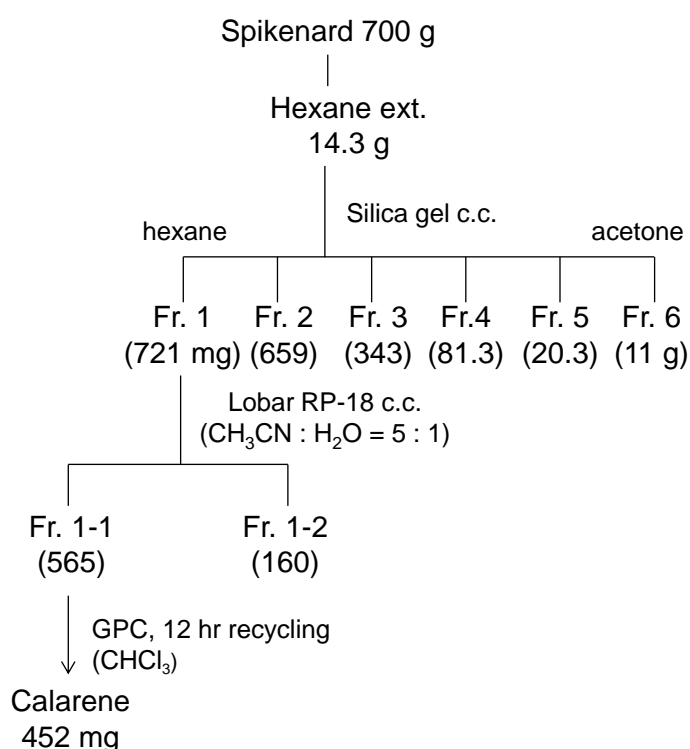 Spikenard 700 g
Hexane ext.
14.3 g
Silica gel c.c.
hexane
acetone
Fr. 1 Fr. 2 Fr. 3 Fr.4 Fr. 5 Fr. 6
(721 mg) (659) (343) (81.3) (20.3) (11 g)
Lobar RP-18 c.c.
(CH₃CN : H₂O = 5 : 1)
Fr. 1-1 Fr. 1-2
(565) (160)
GPC, 12 hr recycling
(CHCl₃)
Calarene
452 mg